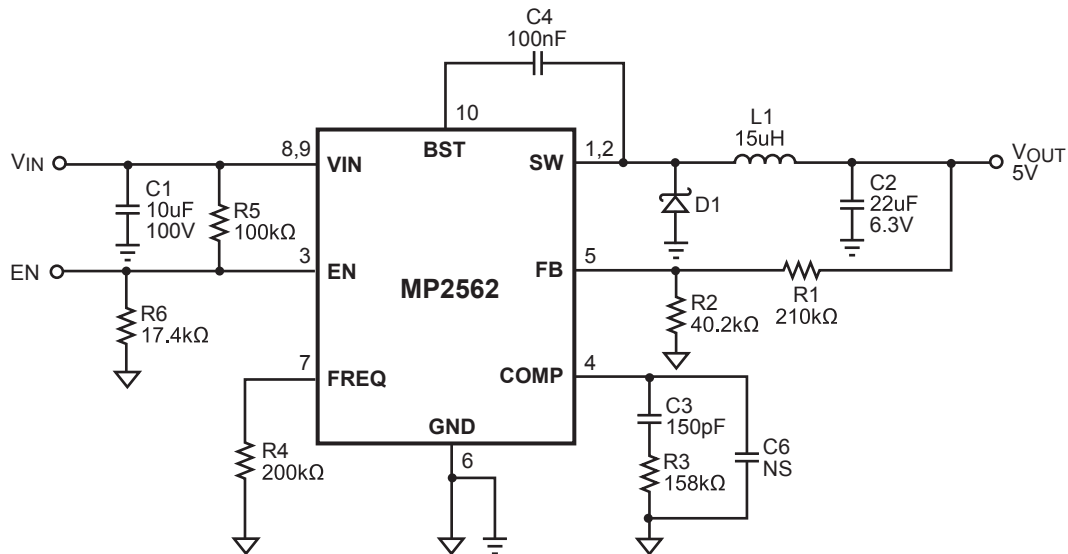 C4
100nF
10
L1
15uH
VIN
8,9
VIN
BST
SW
1,2
VOUT
5V
C1
10uF
100V
R5
100kΩ
D1
C2
22uF
6.3V
EN
3
EN
MP2562
FB
5
R1
210kΩ
R2
40.2kΩ
R6
17.4kΩ
7
FREQ
COMP
4
GND
6
R4
200kΩ
C3
150pF
R3
158kΩ
C6
NS